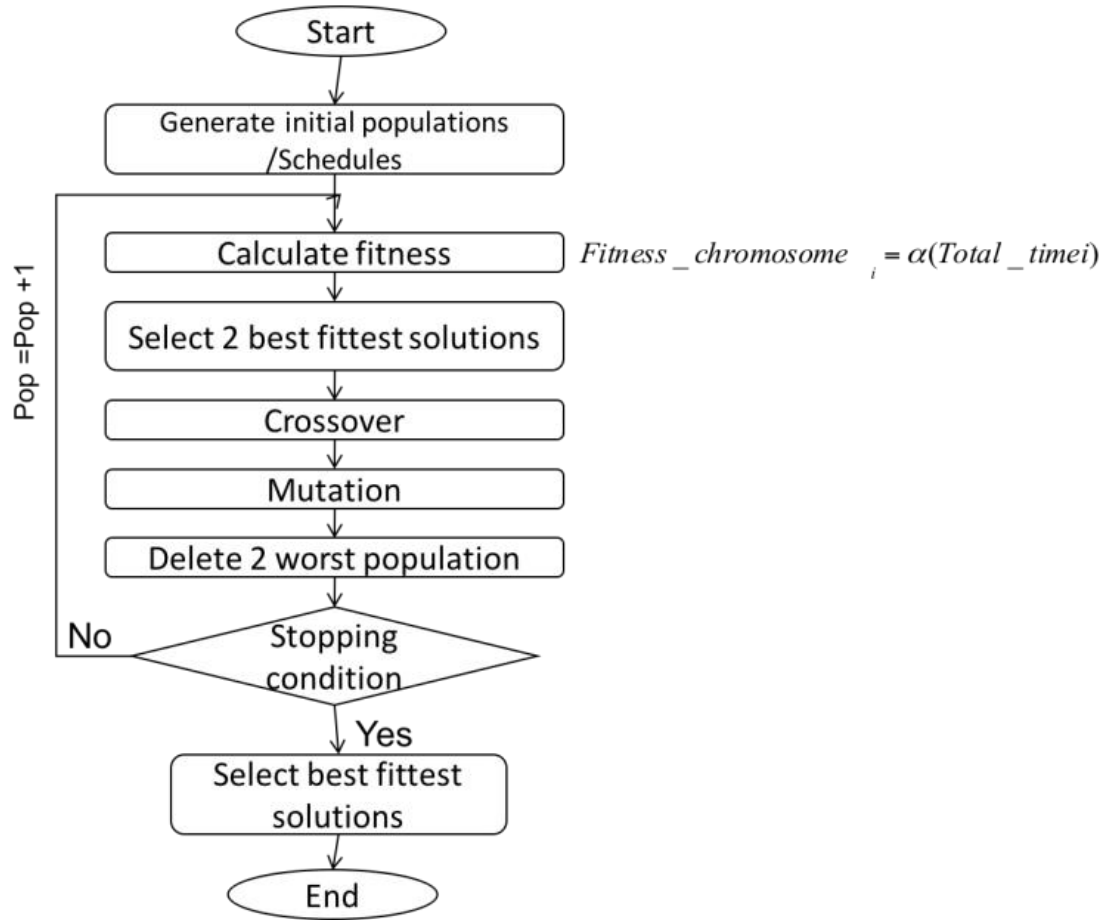 Start
Generate initial populations
/Schedules
Calculate fitness
Fitness _ chromosome i = α(Total _ timei)
Select 2 best fittest solutions
Pop =Pop +1
Crossover
Mutation
Delete 2 worst population
No
Stopping
condition
Yes
Select best fittest
solutions
End